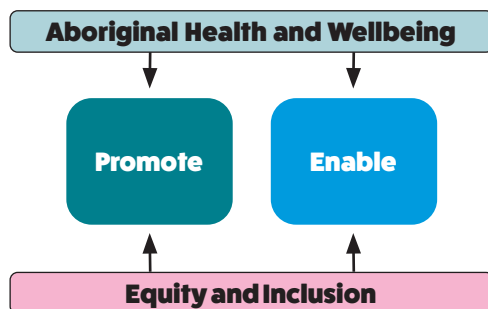 Aboriginal Health and Wellbeing
Promote
Enable
Equity and Inclusion